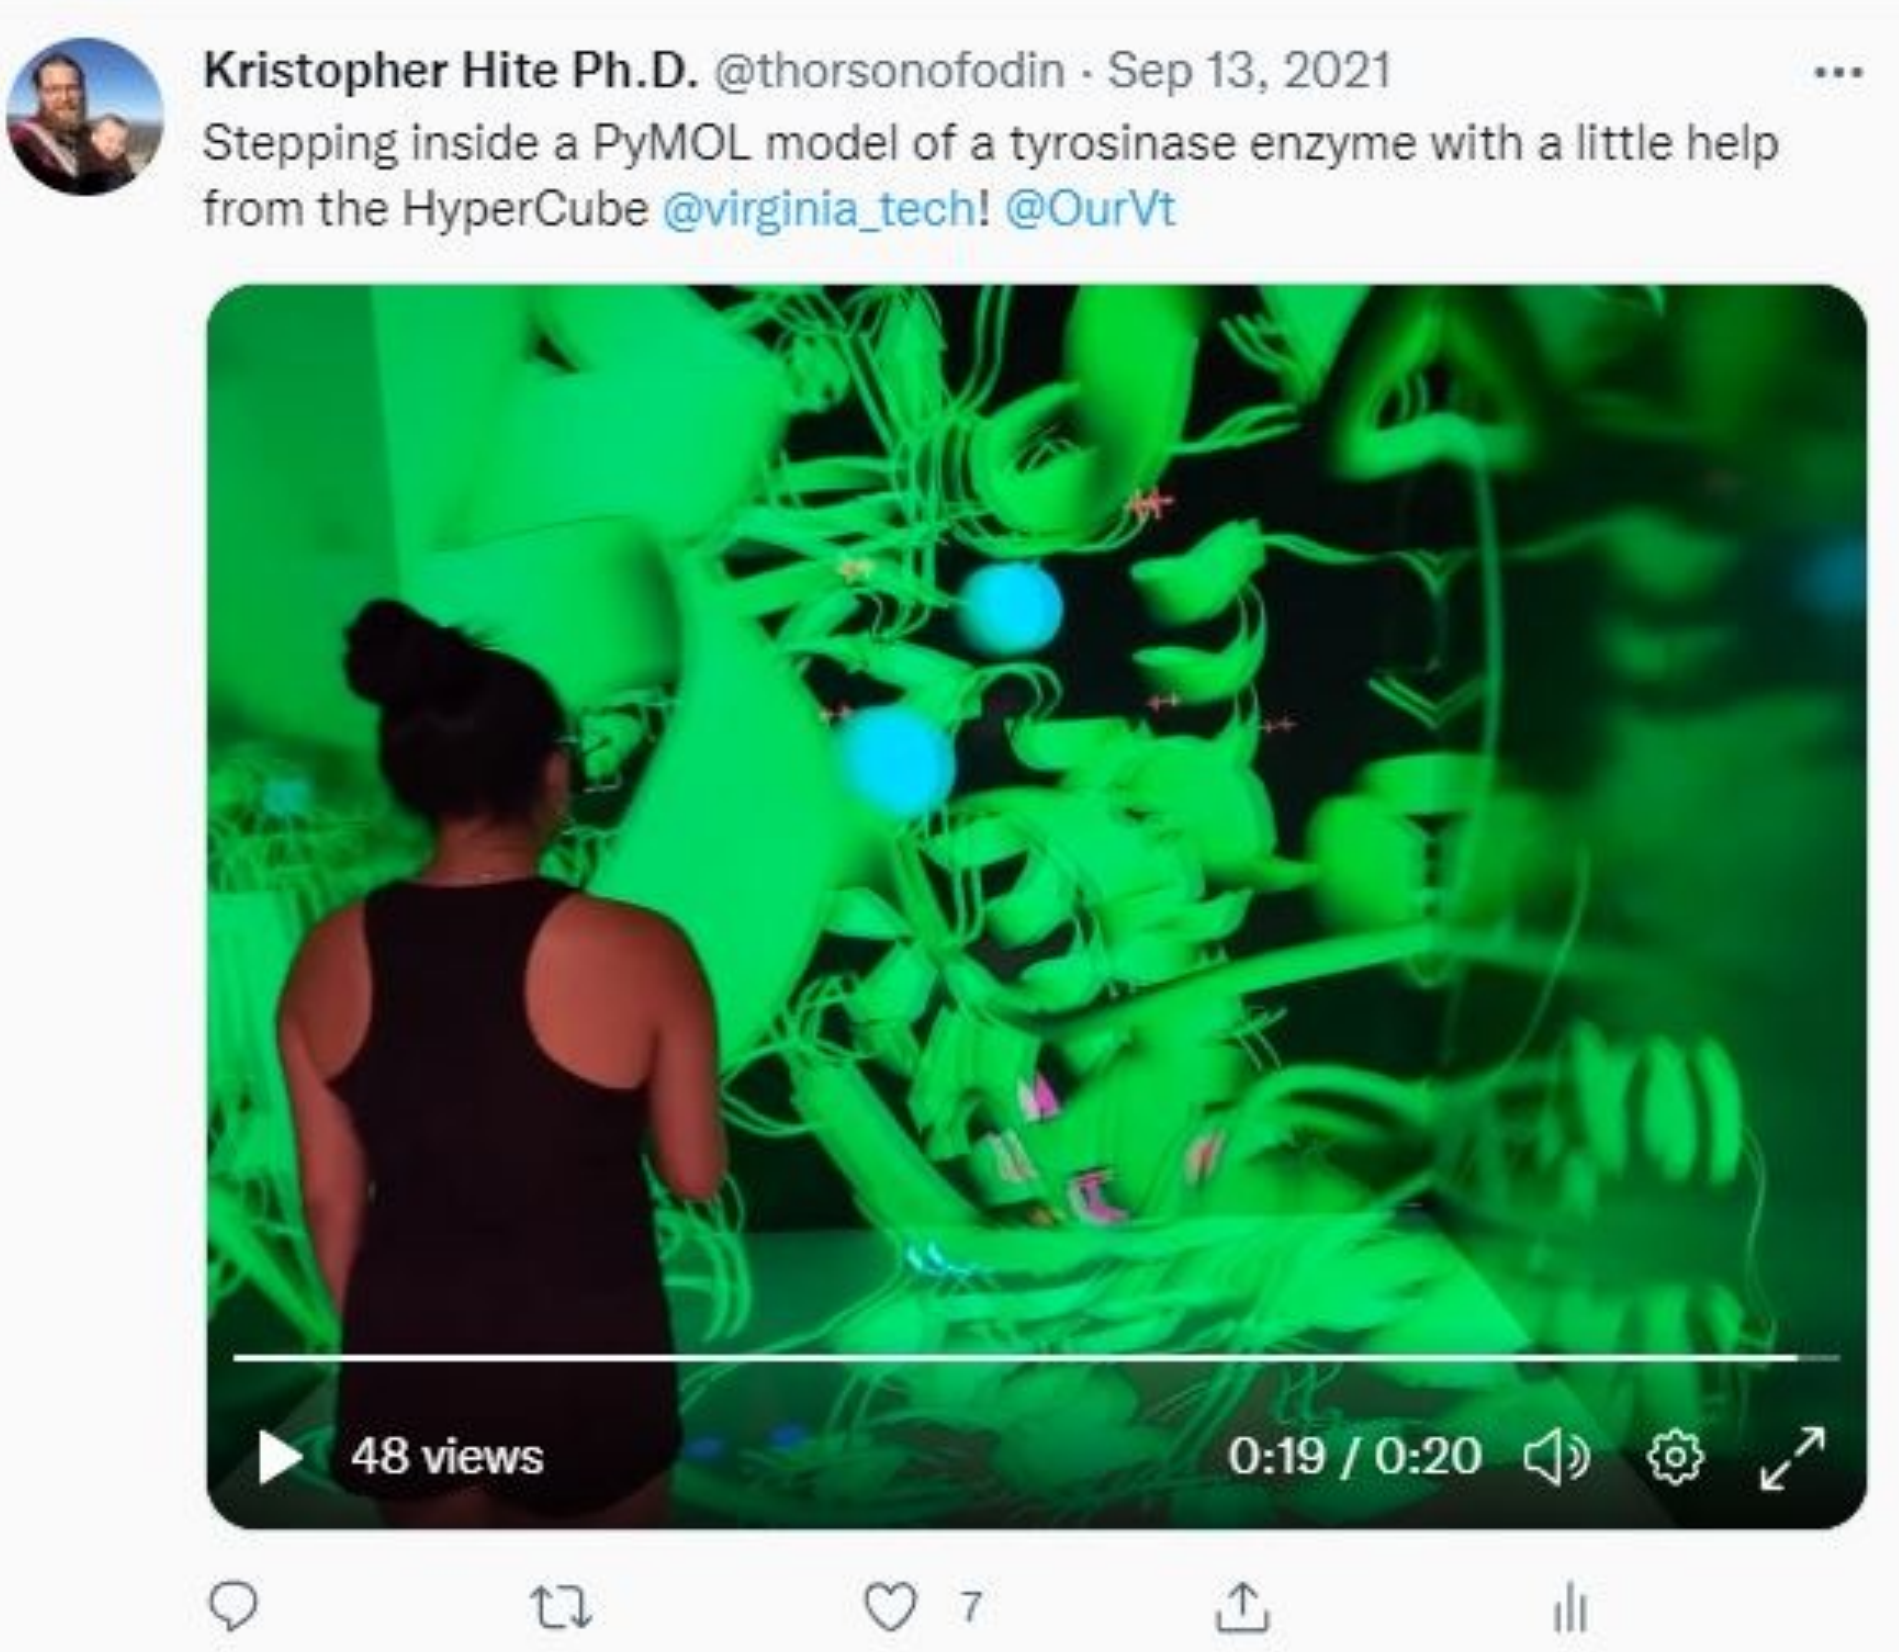 Kristopher Hite Ph.D. @thorsonofodin · Sep 13, 2021
Stepping inside a PyMOL model of a tyrosinase enzyme with a little help
from the HyperCube @virginia_tech! @OurVt
48 views
0:19 / 0:20
7